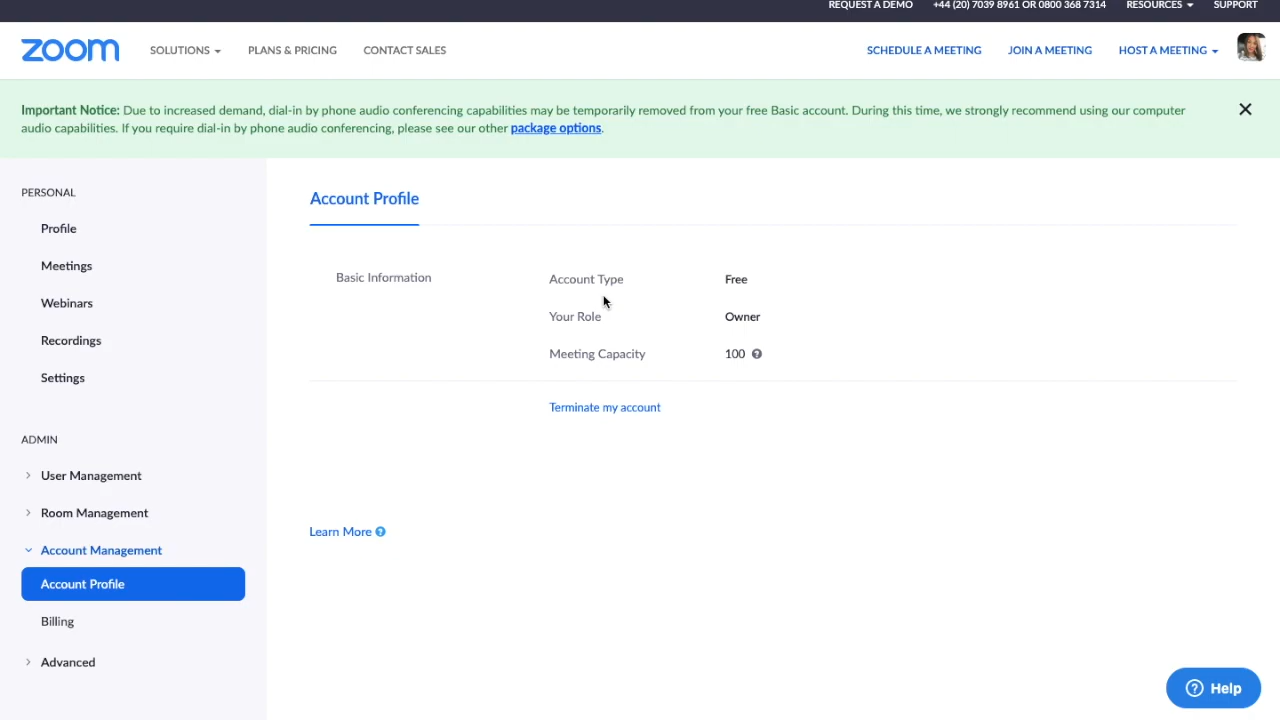 REQUEST A DEMO +44 (20) 7039 8961 OR 0800 368 7314 RESOURCES SUPPORT
zoom SOLUTIONS PLANS & PRICING CONTACT SALES SCHEDULE A MEETING JOIN A MEETING HOST A MEETING
Important Notice: Due to increased demand, dial-in by phone audio conferencing capabilities may be temporarily removed from your free Basic account. During this time, we strongly recommend using our computer
audio capabilities. If you require dial-in by phone audio conferencing, please see our other package options.
PERSONAL
Profile
Meetings
Webinars
Recordings
Settings
ADMIN
User Management
Room Management
Account Management
Account Profile
Billing
Advanced
Account Profile
Basic Information
Account Type Free
Your Role Owner
Meeting Capacity 100
Terminate my account
Learn More
Help